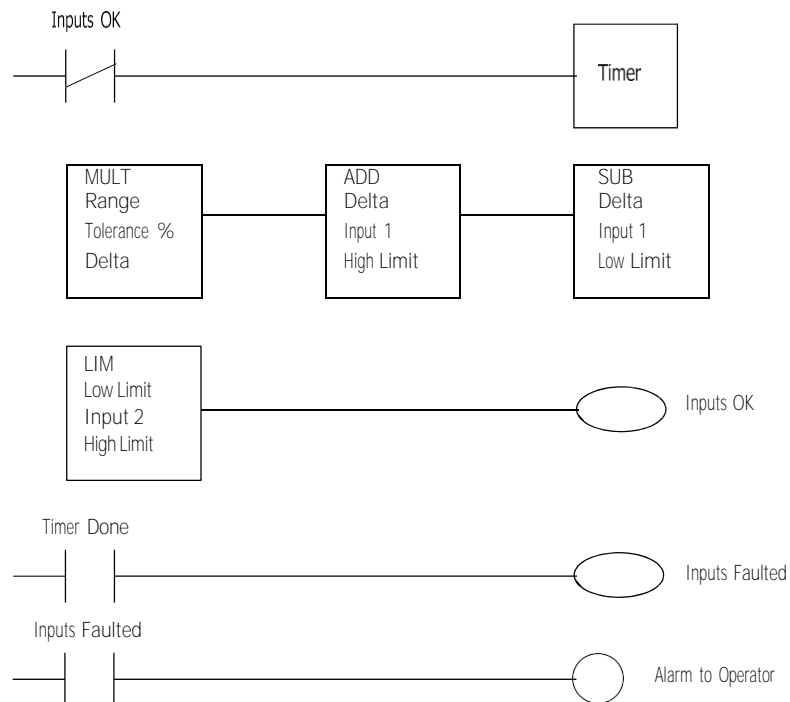 Inputs OK
Timer
MULT
Range
Tolerance %
Delta
ADD
Delta
Input 1
High Limit
SUB
Delta
Input 1
Low Limit
LIM
Low Limit
Input 2
High Limit
Inputs OK
Timer Done
Inputs Faulted
Inputs Faulted
Alarm to Operator